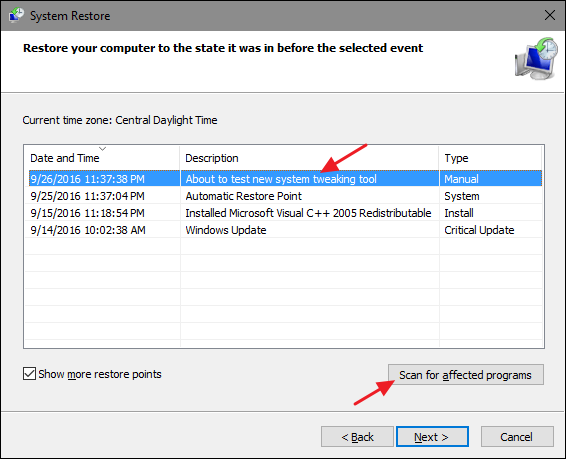 System Restore
Restore your computer to the state it was in before the selected event
Current time zone: Central Daylight Time
Date and Time Description Type
9/26/2016 11:37:38 PM About to test new system tweaking tool Manual
9/25/2016 11:37:04 PM Automatic Restore Point System
9/15/2016 11:18:54 PM Installed Microsoft Visual C++ 2005 Redistributable Install
9/14/2016 10:02:38 AM Windows Update Critical Update
Show more restore points Scan for affected programs
< Back Next > Cancel